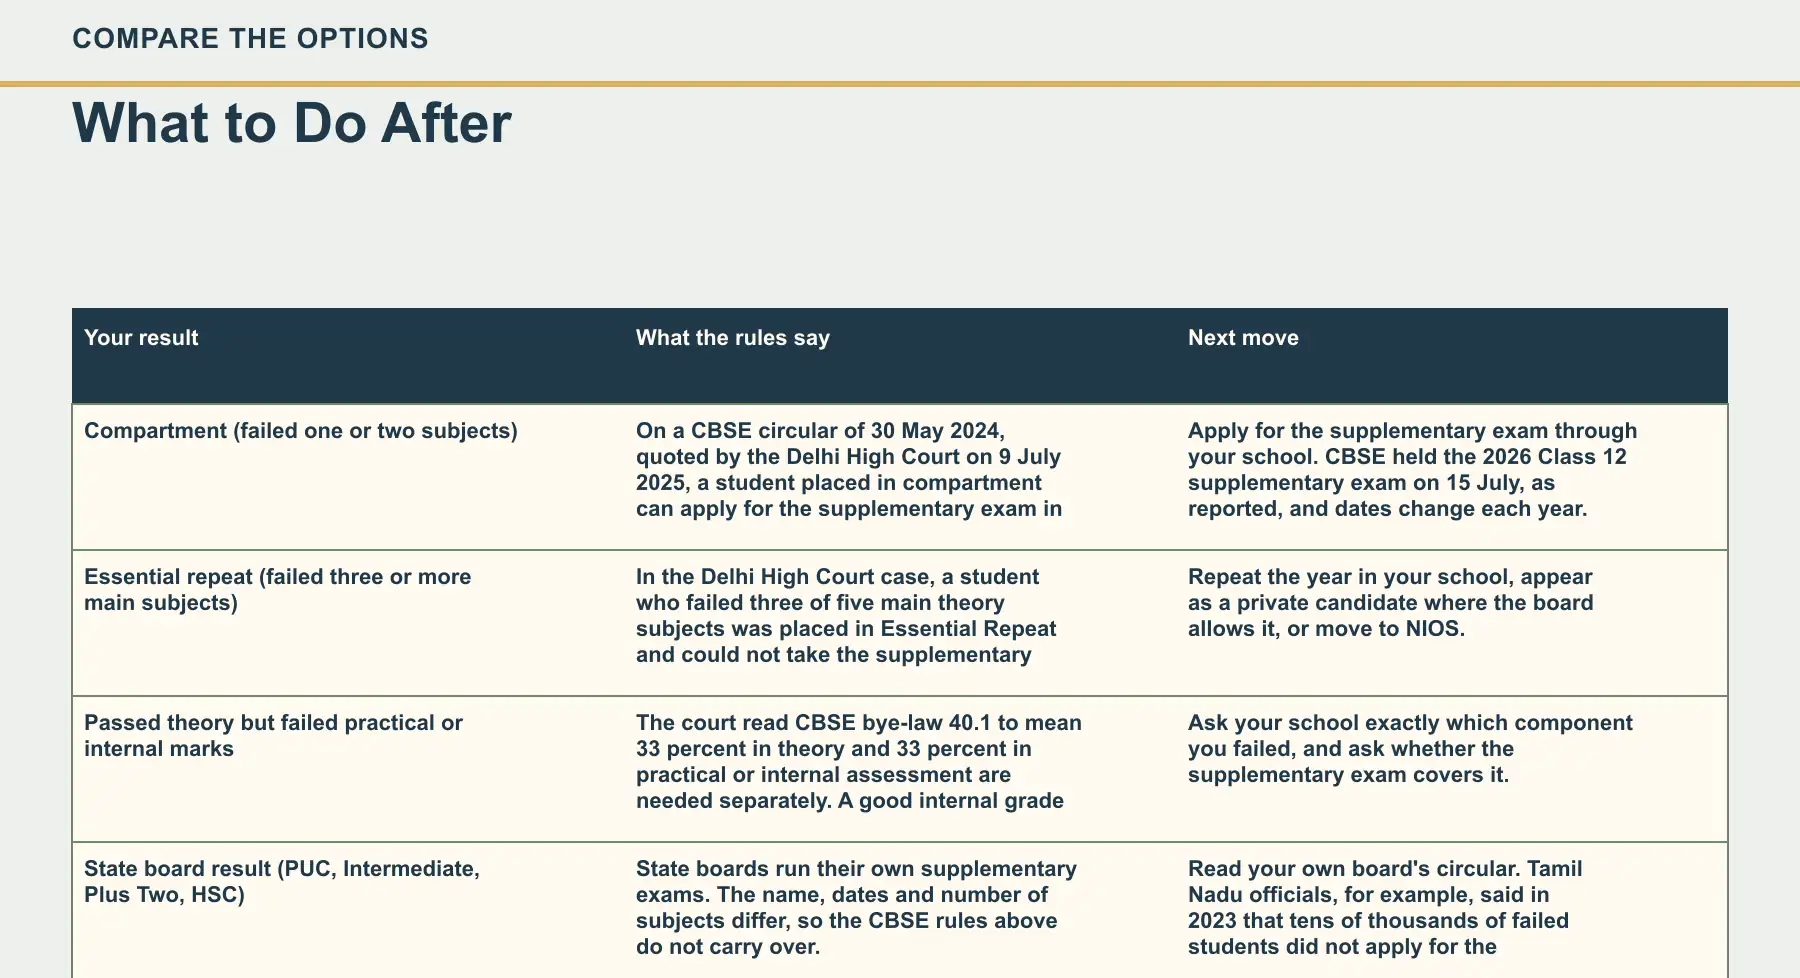 COMPARE THE OPTIONS
What to Do After
Your result
What the rules say
Next move
Compartment (failed one or two subjects)
On a CBSE circular of 30 May 2024,
quoted by the Delhi High Court on 9 July
2025, a student placed in compartment
can apply for the supplementary exam in
Apply for the supplementary exam through
your school. CBSE held the 2026 Class 12
supplementary exam on 15 July, as
reported, and dates change each year.
Essential repeat (failed three or more
main subjects)
In the Delhi High Court case, a student
who failed three of five main theory
subjects was placed in Essential Repeat
and could not take the supplementary
Repeat the year in your school, appear
as a private candidate where the board
allows it, or move to NIOS.
Passed theory but failed practical or
internal marks
The court read CBSE bye-law 40.1 to mean
33 percent in theory and 33 percent in
practical or internal assessment are
needed separately. A good internal grade
Ask your school exactly which component
you failed, and ask whether the
supplementary exam covers it.
State board result (PUC, Intermediate,
Plus Two, HSC)
State boards run their own supplementary
exams. The name, dates and number of
subjects differ, so the CBSE rules above
do not carry over.
Read your own board's circular. Tamil
Nadu officials, for example, said in
2023 that tens of thousands of failed
students did not apply for the